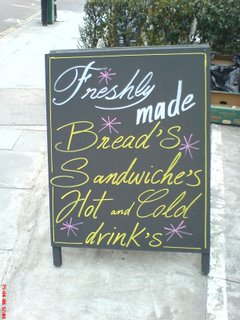 Freshly
made
Bread's
Sandwiche's
Hot and Cold
drink's